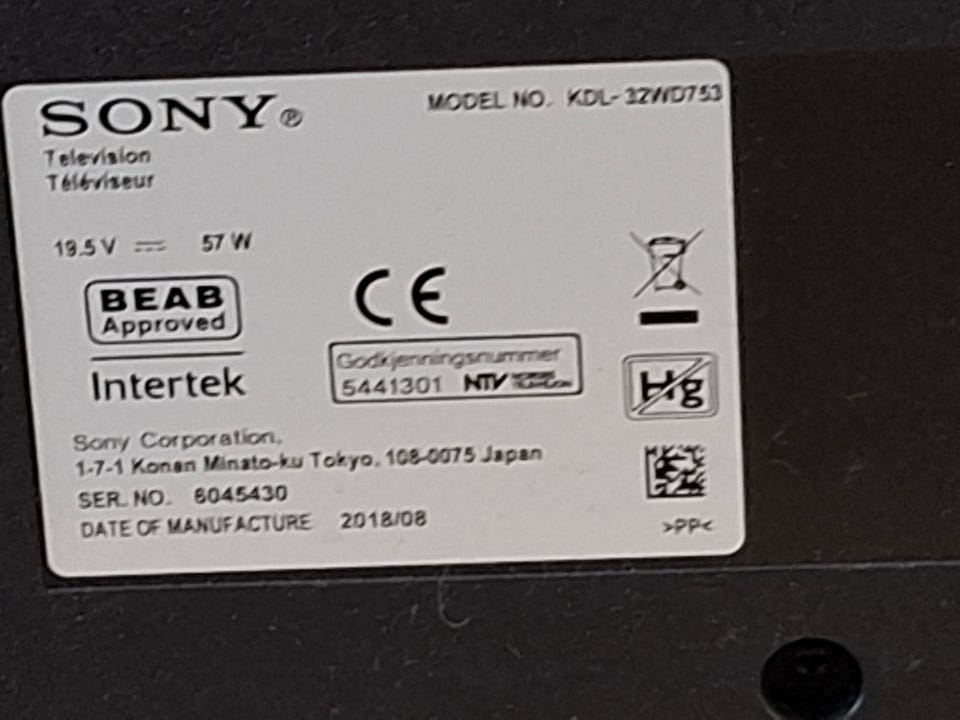 SONY®
MODEL NO. KDL-32WD753
Television
Téléviseur
19.5 V ⎓ 57 W
BEAB
Approved
Intertek
CE
Godkjenningsnummer
5441301 NTV
Hg
Sony Corporation,
1-7-1 Konan Minato-ku Tokyo, 108-0075 Japan
SER. NO. 6045430
DATE OF MANUFACTURE 2018/08
>PP<